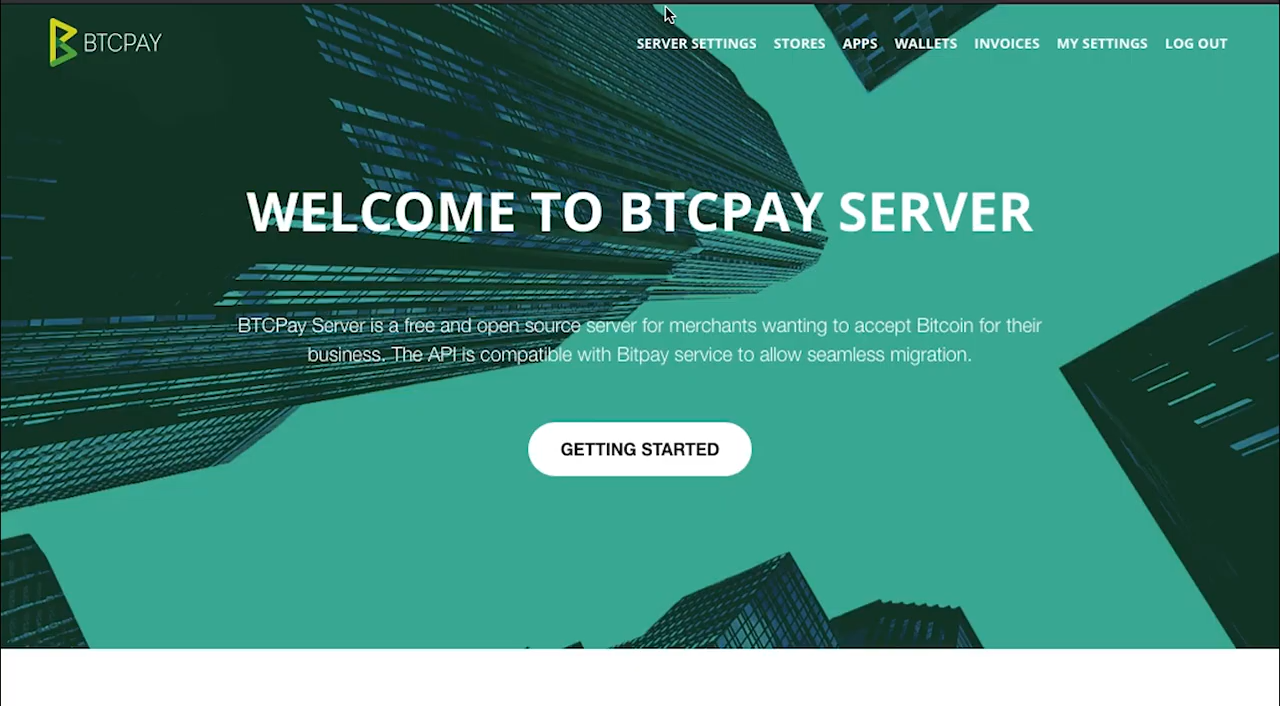 BTCPAY
SERVER SETTINGS STORES APPS WALLETS INVOICES MY SETTINGS LOG OUT
WELCOME TO BTCPAY SERVER
BTCPay Server is a free and open source server for merchants wanting to accept Bitcoin for their
business. The API is compatible with Bitpay service to allow seamless migration.
GETTING STARTED